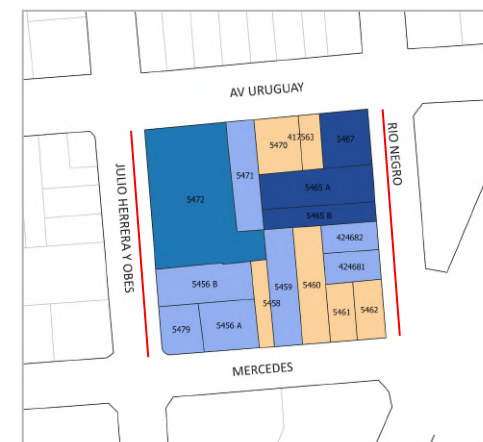 AV URUGUAY
JULIO HERRERA Y OBES
RIO NEGRO
417563
5467
5470
5471
5465 A
5472
5465 B
424682
424681
5456 B
5459
5460
5458
5479
5456 A
5461
5462
MERCEDES